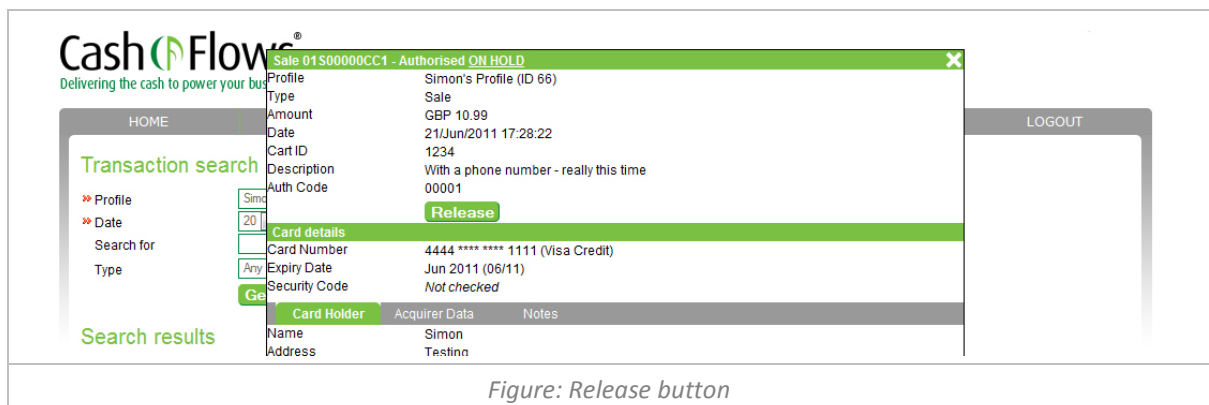 Cash Flows®
Delivering the cash to power your bus
HOME
LOGOUT
Transaction search
» Profile
» Date 20
Search for
Type Any
Ge
Search results
Sale 01S00000CC1 - Authorised ON HOLD
Profile Simon's Profile (ID 66)
Type Sale
Amount GBP 10.99
Date 21/Jun/2011 17:28:22
Cart ID 1234
Description With a phone number - really this time
Auth Code 00001
Release
Card details
Card Number 4444 **** **** 1111 (Visa Credit)
Expiry Date Jun 2011 (06/11)
Security Code Not checked
Card Holder Acquirer Data Notes
Name Simon
Address Testing
Figure: Release button